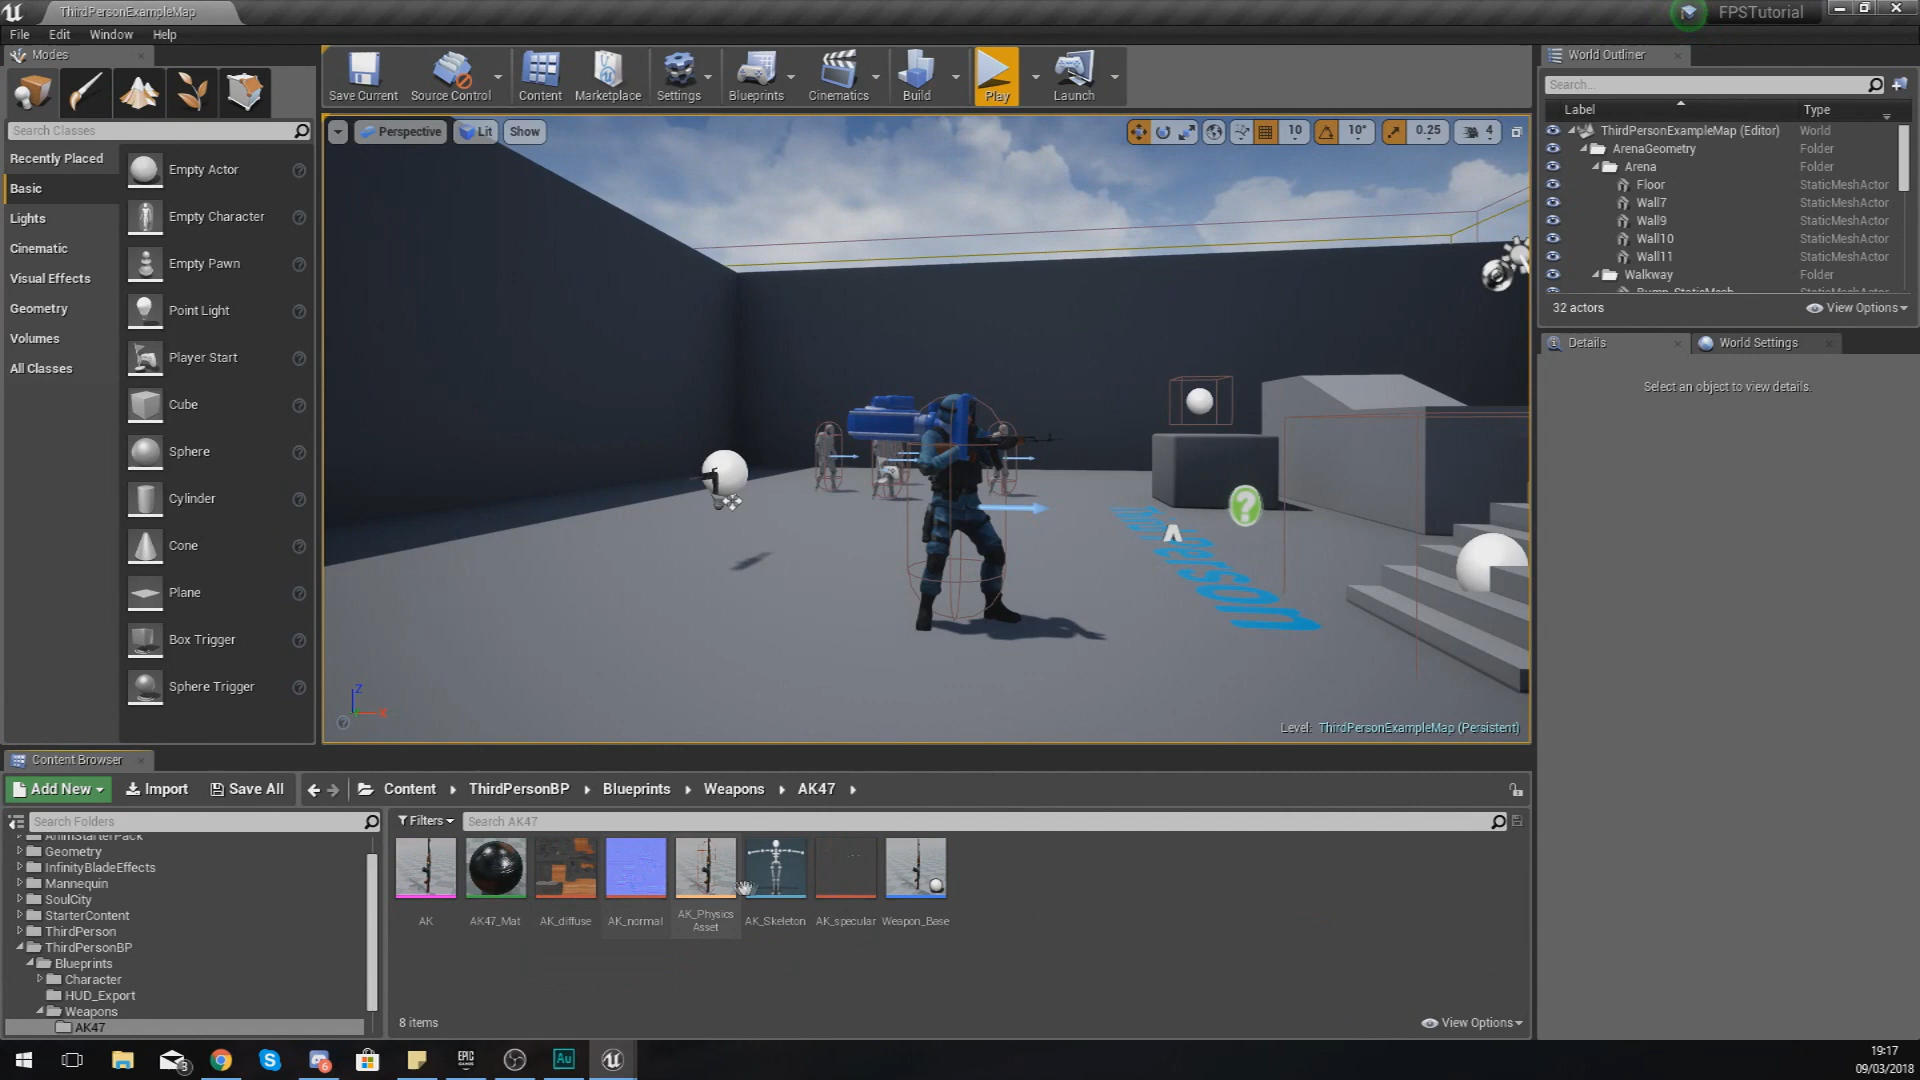 ThirdPersonExampleMap
FPSTutorial
File Edit Window Help
Modes
Search Classes
Recently Placed
Basic
Lights
Cinematic
Visual Effects
Geometry
Volumes
All Classes
Empty Actor
Empty Character
Empty Pawn
Point Light
Player Start
Cube
Sphere
Cylinder
Cone
Plane
Box Trigger
Sphere Trigger
Save Current Source Control Content Marketplace Settings Blueprints Cinematics Build Play Launch
Perspective Lit Show
10 10° 0.25 4
Z
Level: ThirdPersonExampleMap (Persistent)
World Outliner
Search...
Label Type
ThirdPersonExampleMap (Editor) World
ArenaGeometry Folder
Arena Folder
Floor StaticMeshActor
Wall7 StaticMeshActor
Wall9 StaticMeshActor
Wall10 StaticMeshActor
Wall11 StaticMeshActor
Walkway Folder
32 actors View Options
Details World Settings
Select an object to view details.
Content Browser
Add New Import Save All Content ThirdPersonBP Blueprints Weapons AK47
Search Folders
AnimStarterPack
Geometry
InfinityBladeEffects
Mannequin
SoulCity
StarterContent
ThirdPerson
ThirdPersonBP
Blueprints
Character
HUD_Export
Weapons
AK47
Filters Search AK47
AK
AK47_Mat
AK_diffuse
AK_normal
AK_Physics
Asset
AK_Skeleton
AK_specular
Weapon_Base
8 items View Options
3
6
EPIC
GAMES
Au
19:17
09/03/2018